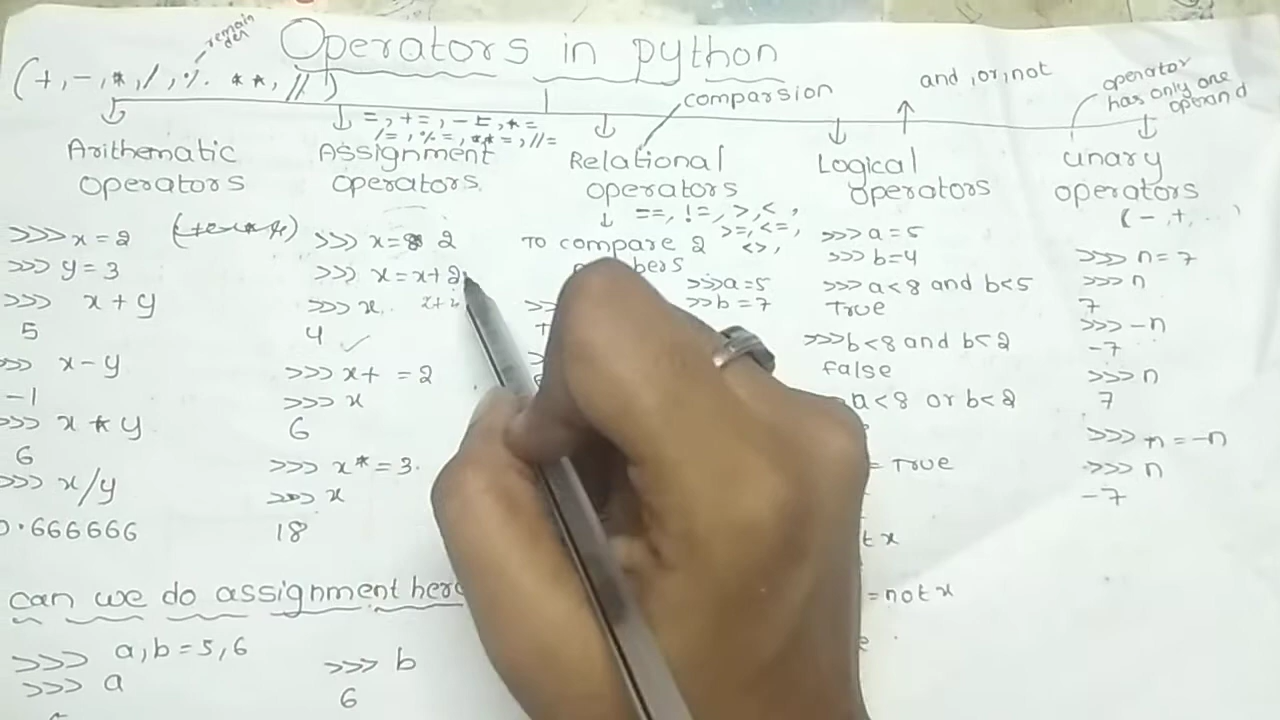 Operators in python
remainder
(+, -, *, /, %. **, //)
comparsion
and, or, not
operator
has only one
oprand
=, +=, -=, *=
/=, %=, **=, //=
Arithematic
operators
Assignment
operators.
Relational
operators
Logical
operators
unary
operators
==, !=, >, <,
>=, <=,
<>,
(-, +, ...)
>>> x = 2
>>> y = 3
>>> x + y
5
>>> x - y
-1
>>> x * y
6
>>> x/y
0.666666
>>> x = 2
>>> x = x + 2
>>> x.
4
>>> x+ = 2
>>> x
6
>>> x* = 3.
>>> x
18
To compare 2
>>> a = 5
>> b = 7
>>> a = 5
>>> b = 4
>>> a < 8 and b < 5
True
>>> b < 8 and b < 2
false
a < 8 or b < 2
= True
x
= not x
>>> n = 7
>>> n
7
>>> -n
-7
>>> n
7
>>> n = -n
>>> n
-7
can we do assignment here
>>> a, b = 5, 6
>>> a
>>> b
6